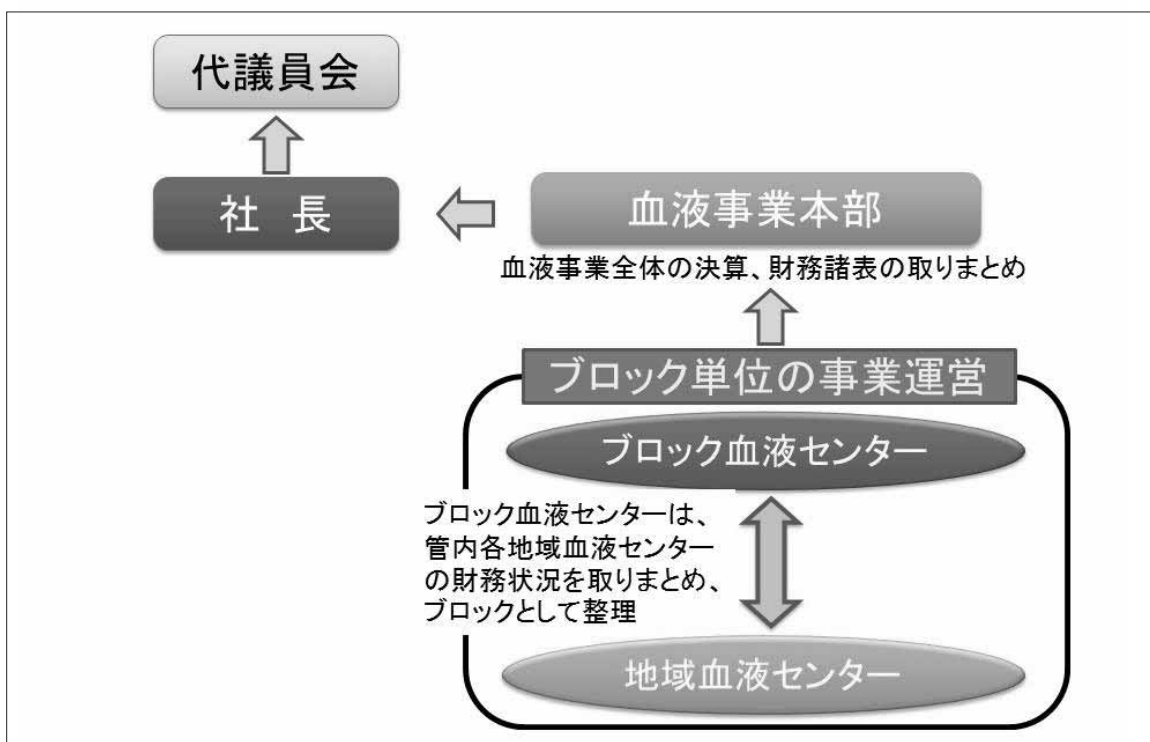 代議員会
社　長
血液事業本部
血液事業全体の決算、財務諸表の取りまとめ
ブロック単位の事業運営
ブロック血液センター
ブロック血液センターは、
管内各地域血液センター
の財務状況を取りまとめ、
ブロックとして整理
地域血液センター